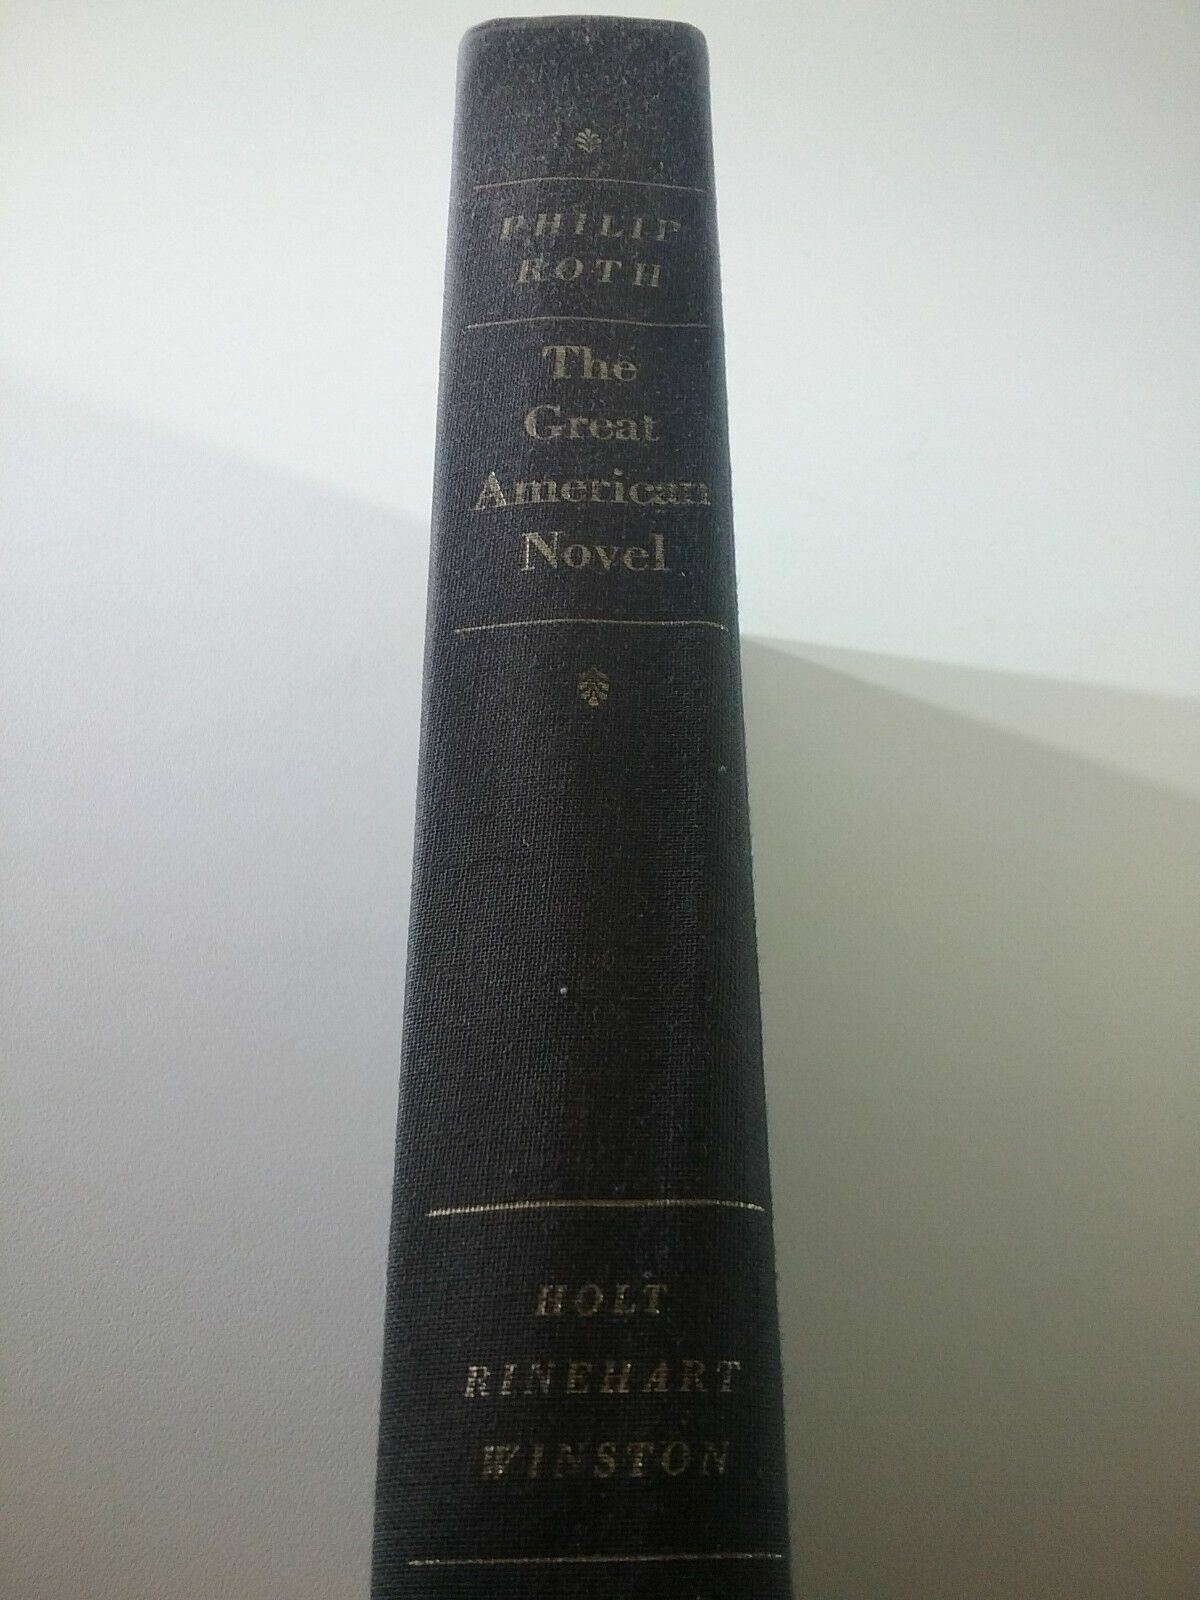 PHILIP
ROTH
The
Great
American
Novel
HOLT
RINEHART
WINSTON